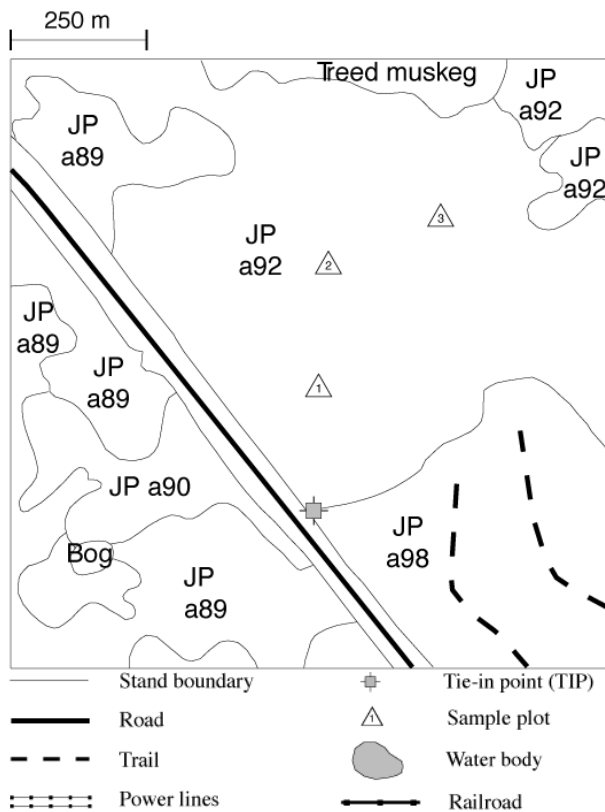 250 m
Treed muskeg
JP
a92
JP
a89
JP
a92
3
JP
a92
2
JP
a89
JP
a89
1
JP a90
JP
a98
Bog
JP
a89
Stand boundary
Tie-in point (TIP)
Road
1
Sample plot
Trail
Water body
Power lines
Railroad